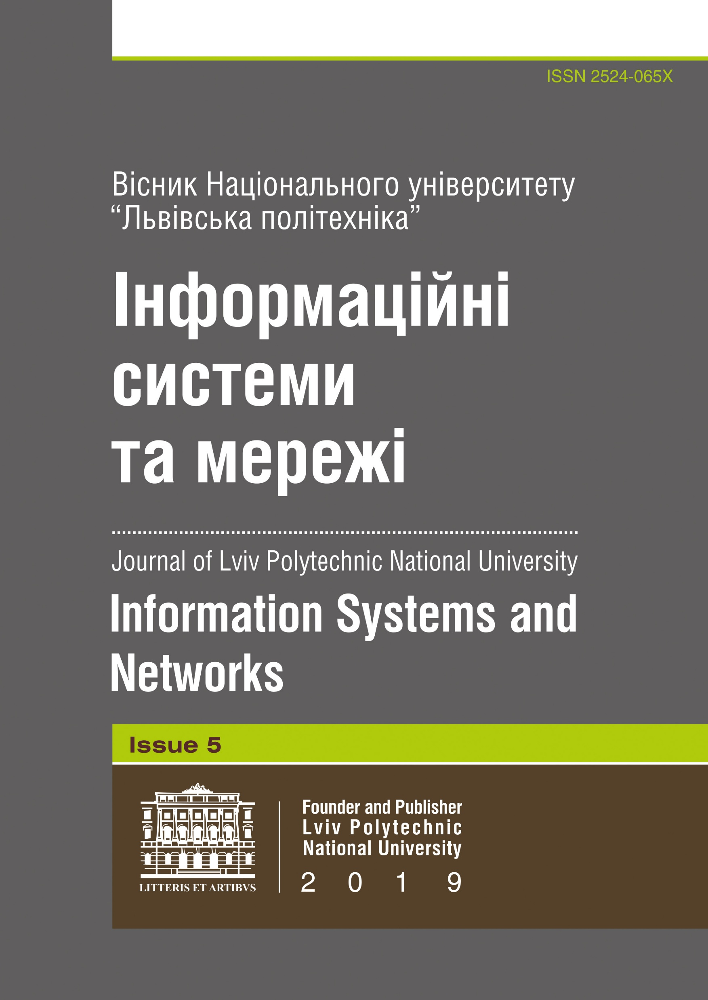 ISSN 2524-065X
Вісник Національного університету
“Львівська політехніка”
Інформаційні
системи
та мережі
Journal of Lviv Polytechnic National University
Information Systems and
Networks
Issue 5
Founder and Publisher
Lviv Polytechnic
National University
2 0 1 9
LITTERIS ET ARTIBVS